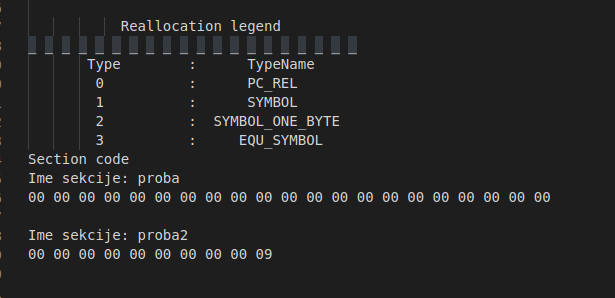 Reallocation legend
_ _ _ _ _ _ _ _ _ _ _ _ _ _ _ _ _ _ _ _
Type : TypeName
0 : PC_REL
1 : SYMBOL
2 : SYMBOL_ONE_BYTE
3 : EQU_SYMBOL
Section code
Ime sekcije: proba
00 00 00 00 00 00 00 00 00 00 00 00 00 00 00 00 00 00 00 00 00
Ime sekcije: proba2
00 00 00 00 00 00 00 00 00 09